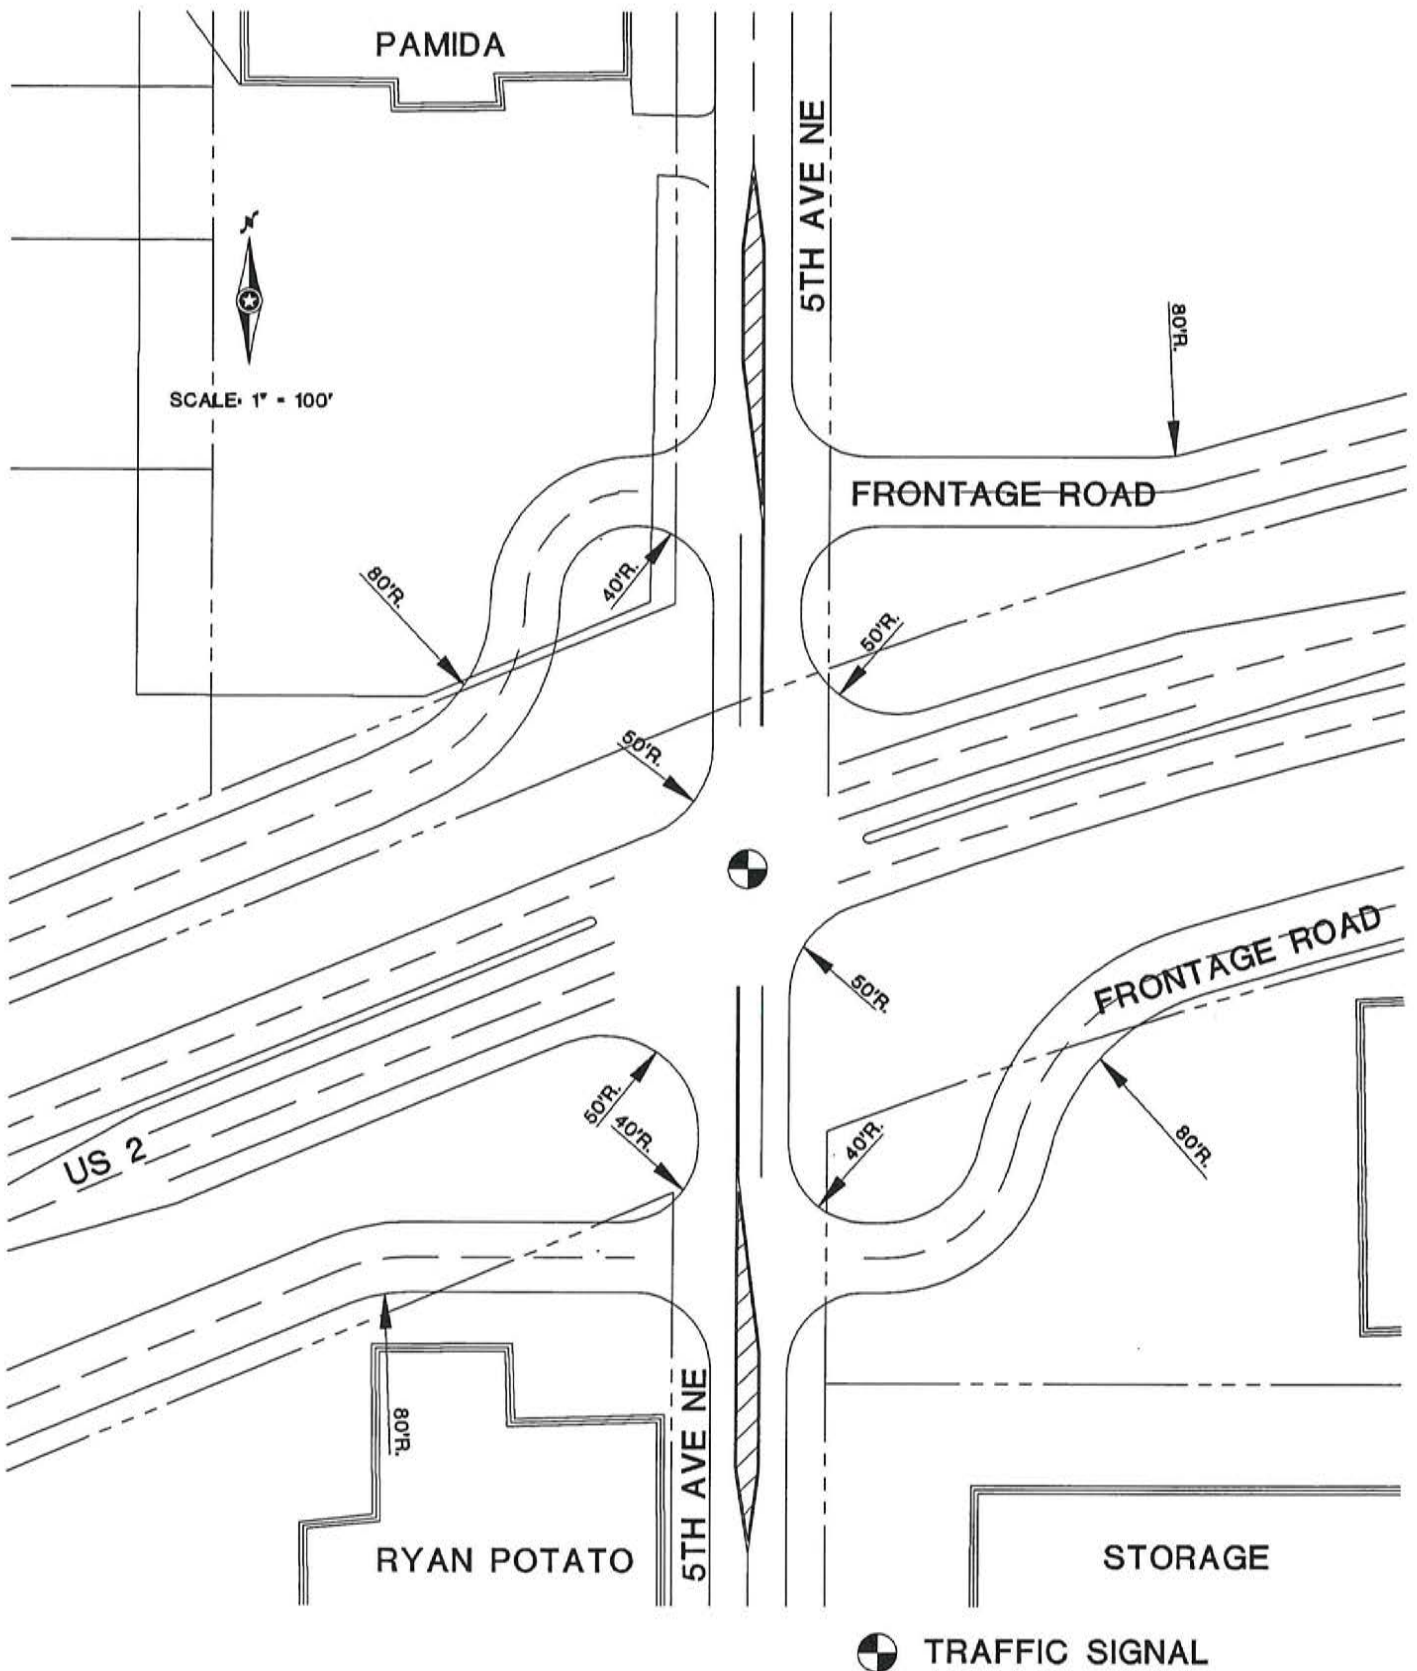 PAMIDA
5TH AVE NE
N
SCALE: 1" = 100'
80'R.
FRONTAGE ROAD
80'R.
40'R.
50'R.
50'R.
FRONTAGE ROAD
50'R.
50'R.
40'R.
40'R.
80'R.
US 2
80'R.
5TH AVE NE
RYAN POTATO
STORAGE
TRAFFIC SIGNAL